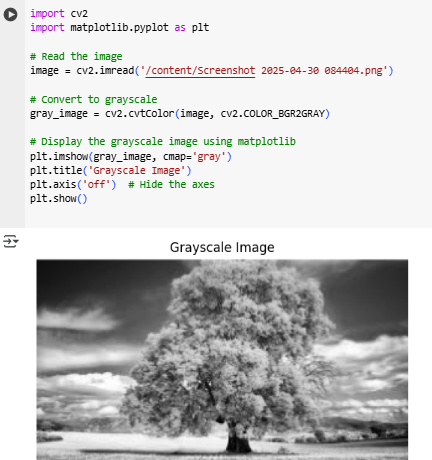 import cv2
import matplotlib.pyplot as plt
# Read the image
image = cv2.imread('/content/Screenshot 2025-04-30 084404.png')
# Convert to grayscale
gray_image = cv2.cvtColor(image, cv2.COLOR_BGR2GRAY)
# Display the grayscale image using matplotlib
plt.imshow(gray_image, cmap='gray')
plt.title('Grayscale Image')
plt.axis('off')  # Hide the axes
plt.show()
Grayscale Image